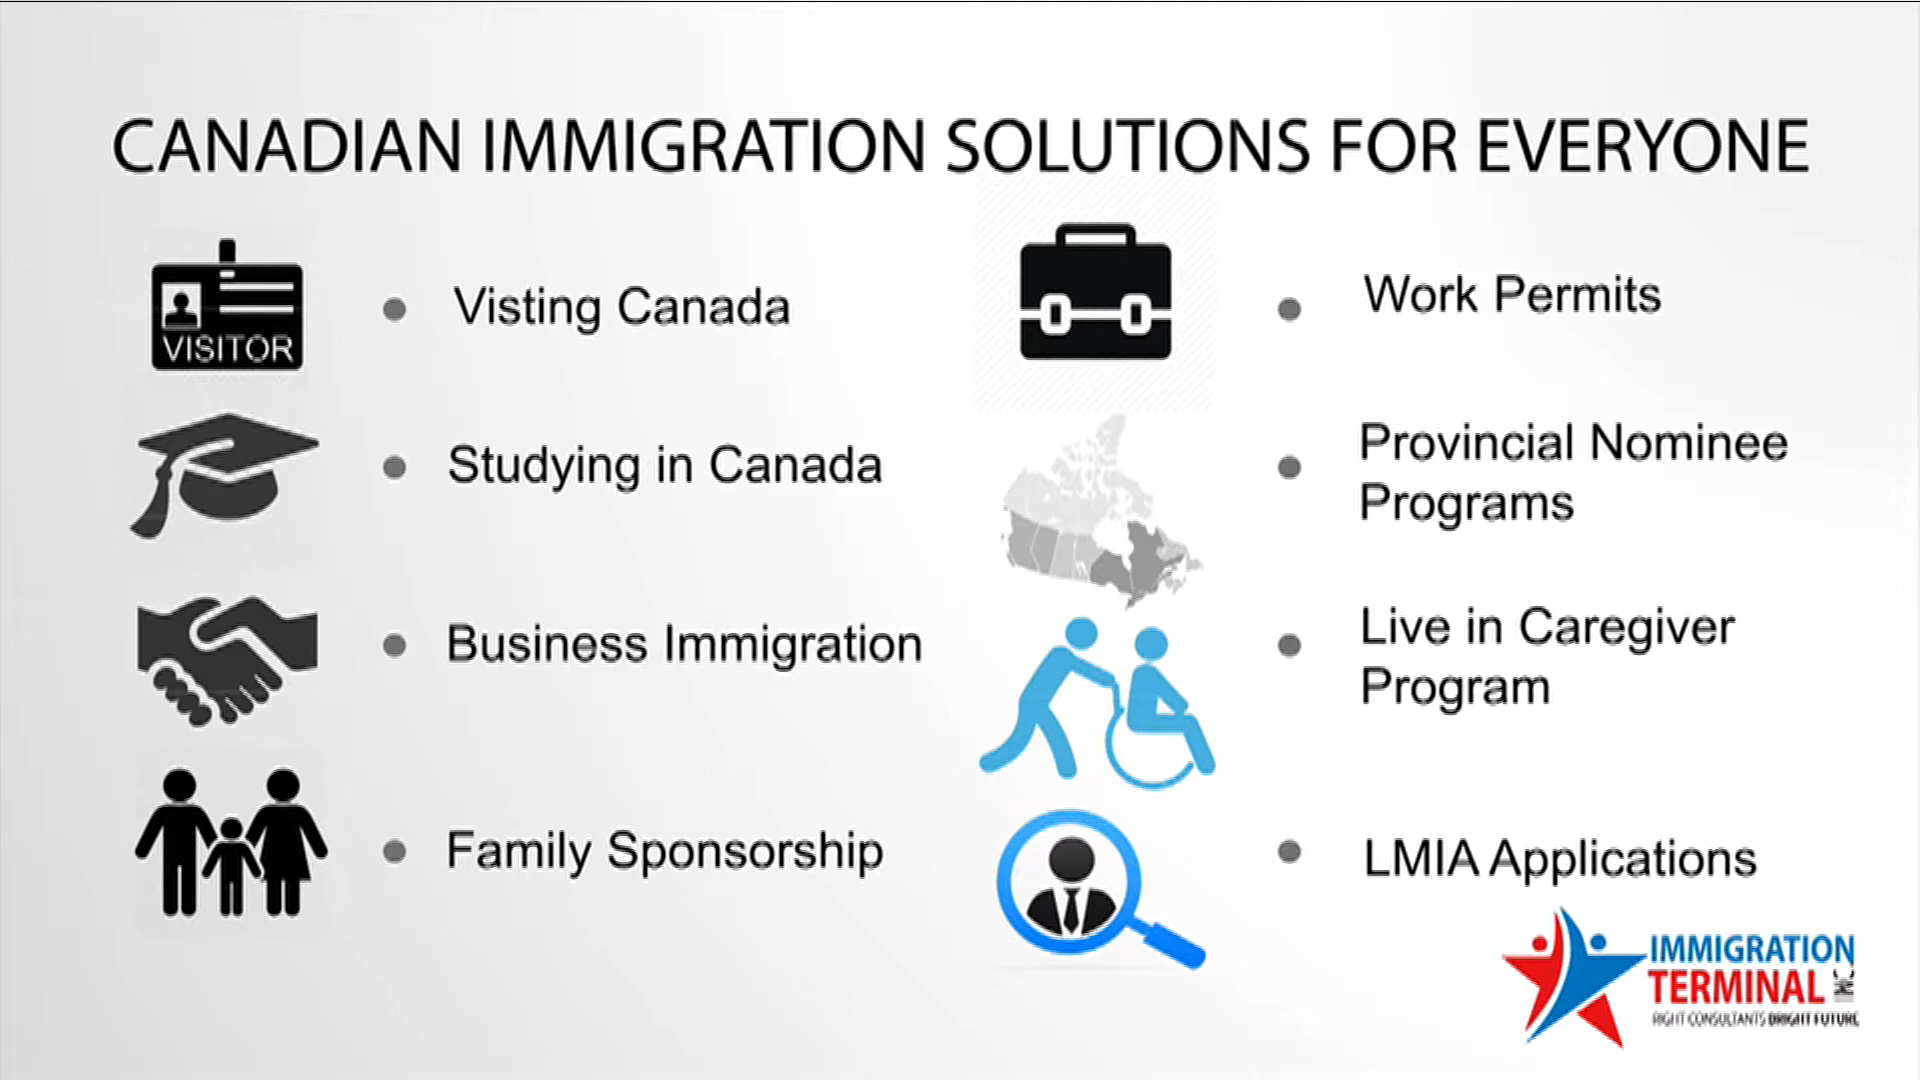 CANADIAN IMMIGRATION SOLUTIONS FOR EVERYONE
VISITOR
Visting Canada
Studying in Canada
Business Immigration
Family Sponsorship
Work Permits
Provincial Nominee
Programs
Live in Caregiver
Program
LMIA Applications
IMMIGRATION
TERMINAL INC.
RIGHT CONSULTANTS BRIGHT FUTURE